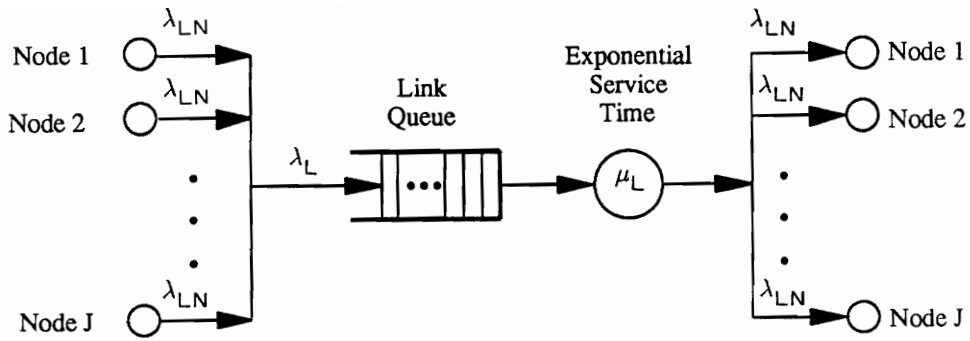 λLN
Node 1
λLN
Node 2
λLN
Node J
λL
Link
Queue
Exponential
Service
Time
μL
λLN
Node 1
λLN
Node 2
λLN
Node J